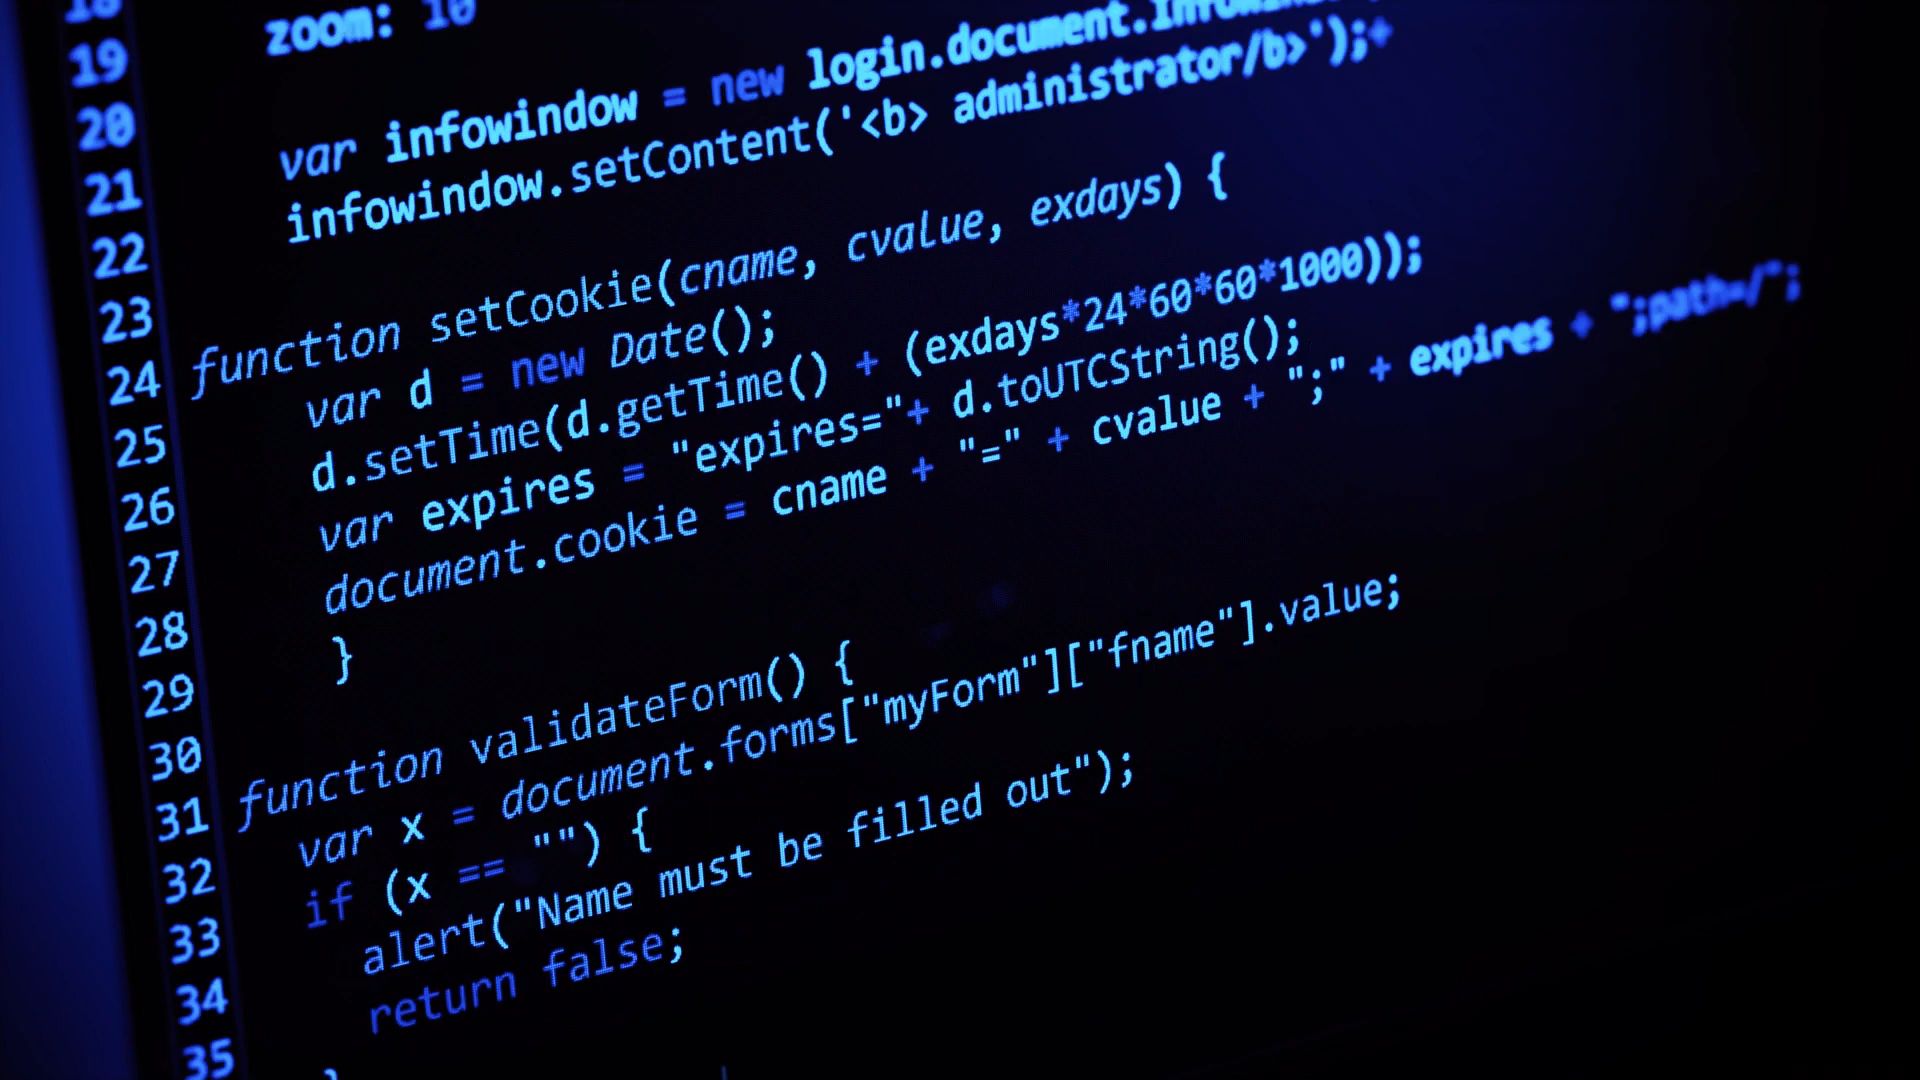 18
19 zoom: 10
20
21 var infowindow = new login.document.
22 infowindow.setContent('<b> administrator/b>');+
23
24 function setCookie(cname, cvalue, exdays) {
25 var d = new Date();
26 d.setTime(d.getTime() + (exdays*24*60*60*1000));
27 var expires = "expires="+ d.toUTCString();
28 document.cookie = cname + "=" + cvalue + ";" + expires + ";path=/";
29 }
30
31 function validateForm() {
32 var x = document.forms["myForm"]["fname"].value;
33 if (x == "") {
34 alert("Name must be filled out");
35 return false;
}